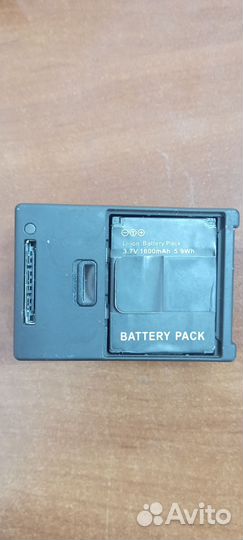 Li-ion Battery Pack
3.7V 1600mAh 5.9Wh
BATTERY PACK
Avito